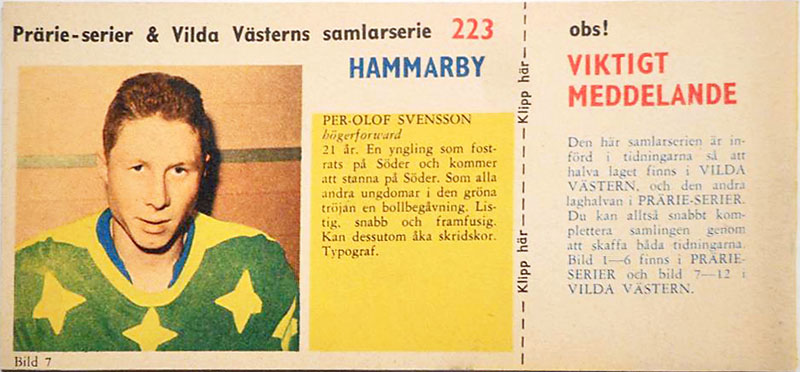 Prärie-serier & Vilda Västerns samlarserie 223
HAMMARBY
PER-OLOF SVENSSON
högerforward
21 år. En yngling som fost-
rats på Söder och kommer
att stanna på Söder. Som alla
andra ungdomar i den gröna
tröjan en bollbegåvning. Lis-
tig, snabb och framfusig.
Kan dessutom åka skridskor.
Typograf.
Bild 7
Klipp här
Klipp här
obs!
VIKTIGT
MEDDELANDE
Den här samlarserien är in-
förd i tidningarna så att
halva laget finns i VILDA
VÄSTERN, och den andra
laghalvan i PRÄRIE-SERIER.
Du kan alltså snabbt kom-
plettera samlingen genom
att skaffa båda tidningarna.
Bild 1—6 finns i PRÄRIE-
SERIER och bild 7—12 i
VILDA VÄSTERN.